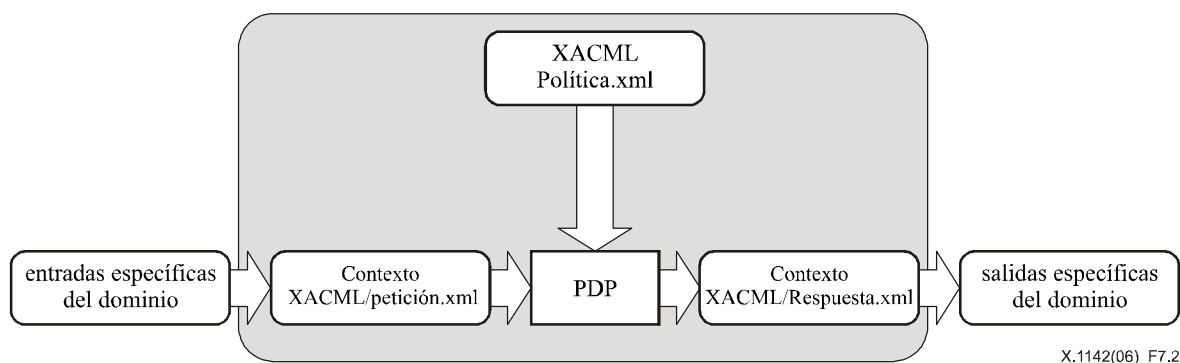 XACML
Política.xml
entradas específicas
del dominio
Contexto
XACML/petición.xml
PDP
Contexto
XACML/Respuesta.xml
salidas específicas
del dominio
X.1142(06)_F7.2